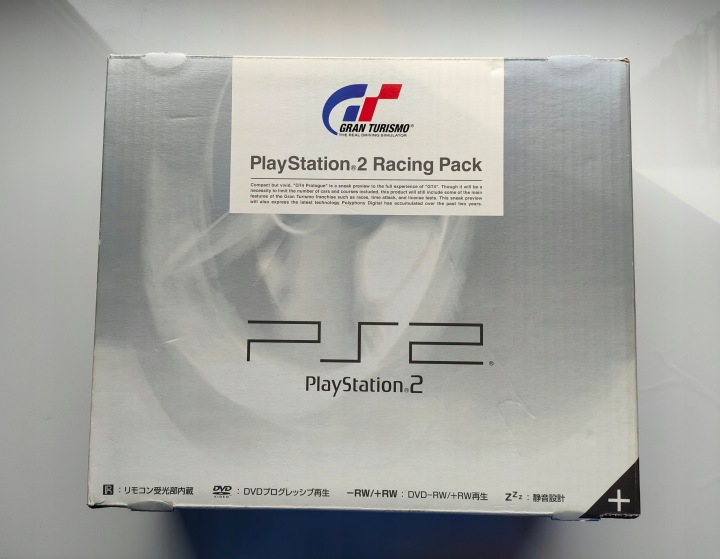 GRAN TURISMO®
THE REAL DRIVING SIMULATOR
PlayStation®2 Racing Pack
Compact but vivid, "GT4 Prologue" is a sneak preview to the full experience of "GT4". Though it will be a
necessity to limit the number of cars and courses included, this product will still include some of the main
features of the Gran Turismo franchise such as races, time attack, and license tests. This sneak preview
will also express the latest technology Polyphony Digital has accumulated over the past two years.
PS2®
PlayStation®2
R : リモコン受光部内蔵 DVD VIDEO : DVDプログレッシブ再生 −RW/+RW : DVD−RW/+RW再生 ZZz : 静音設計 +